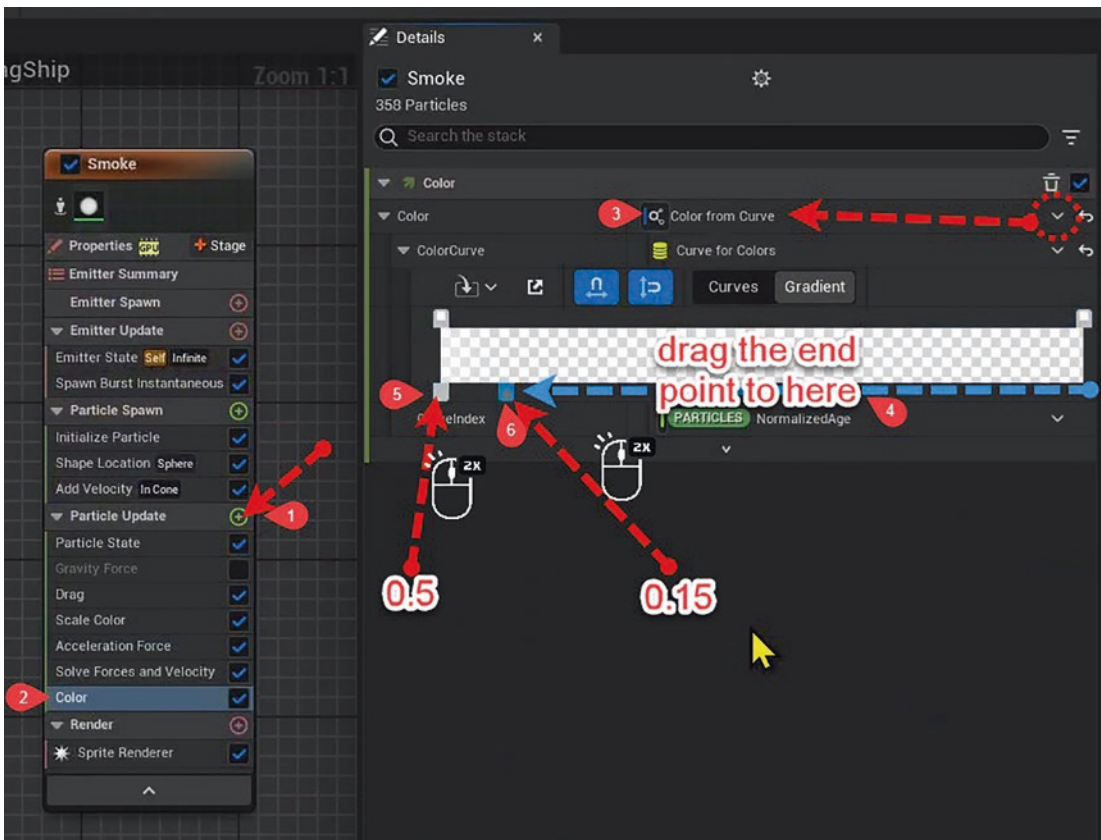 Details ×
ngShip
Zoom 1:1
Smoke
358 Particles
Search the stack
Smoke
Color
Color
3
Color from Curve
Properties GPU
Stage
ColorCurve
Curve for Colors
Emitter Summary
Curves
Gradient
Emitter Spawn
Emitter Update
Emitter State Self Infinite
drag the end
point to here
Spawn Burst Instantaneous
5
4
Particle Spawn
6
PARTICLES NormalizedAge
Initialize Particle
2X
Shape Location Sphere
2X
Add Velocity In Cone
Particle Update
1
Particle State
Gravity Force
Drag
0.5
0.15
Scale Color
Acceleration Force
Solve Forces and Velocity
2
Color
Render
Sprite Renderer